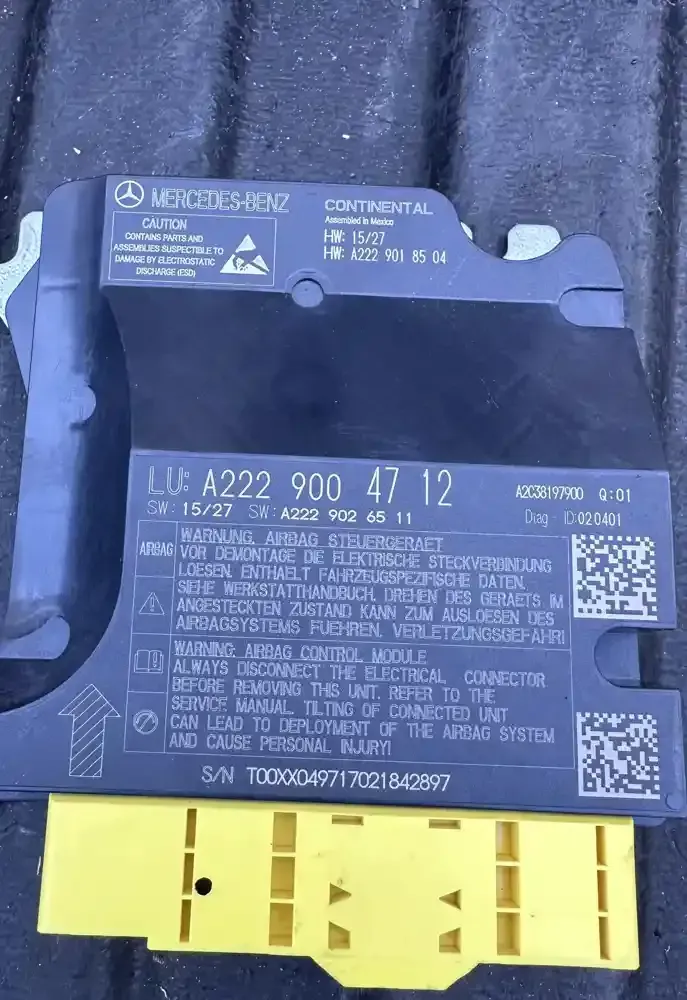 MERCEDES-BENZ
CAUTION
CONTAINS PARTS AND
ASSEMBLIES SUSPECTIBLE TO
DAMAGE BY ELECTROSTATIC
DISCHARGE (ESD)
CONTINENTAL
Assembled in Mexico
HW: 15/27
HW: A222 901 85 04
LU: A222 900 47 12
SW: 15/27 SW: A222 902 65 11
A2C38197900 Q:01
Diag - ID:020401
AIRBAG
WARNUNG. AIRBAG STEUERGERAET
VOR DEMONTAGE DIE ELEKTRISCHE STECKVERBINDUNG
LOESEN. ENTHAELT FAHRZEUGSPEZIFISCHE DATEN.
SIEHE WERKSTATTHANDBUCH. DREHEN DES GERAETS IM
ANGESTECKTEN ZUSTAND KANN ZUM AUSLOESEN DES
AIRBAGSYSTEMS FUEHREN. VERLETZUNGSGEFAHR!
WARNING: AIRBAG CONTROL MODULE
ALWAYS DISCONNECT THE ELECTRICAL CONNECTOR
BEFORE REMOVING THIS UNIT. REFER TO THE
SERVICE MANUAL. TILTING OF CONNECTED UNIT
CAN LEAD TO DEPLOYMENT OF THE AIRBAG SYSTEM
AND CAUSE PERSONAL INJURY!
S/N T00XX049717021842897